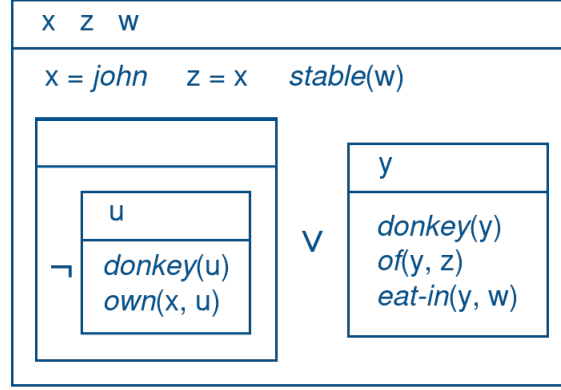 x z w
x = john z = x stable(w)
y
u
donkey(y)
¬ donkey(u) ∨ of(y, z)
own(x, u) eat-in(y, w)